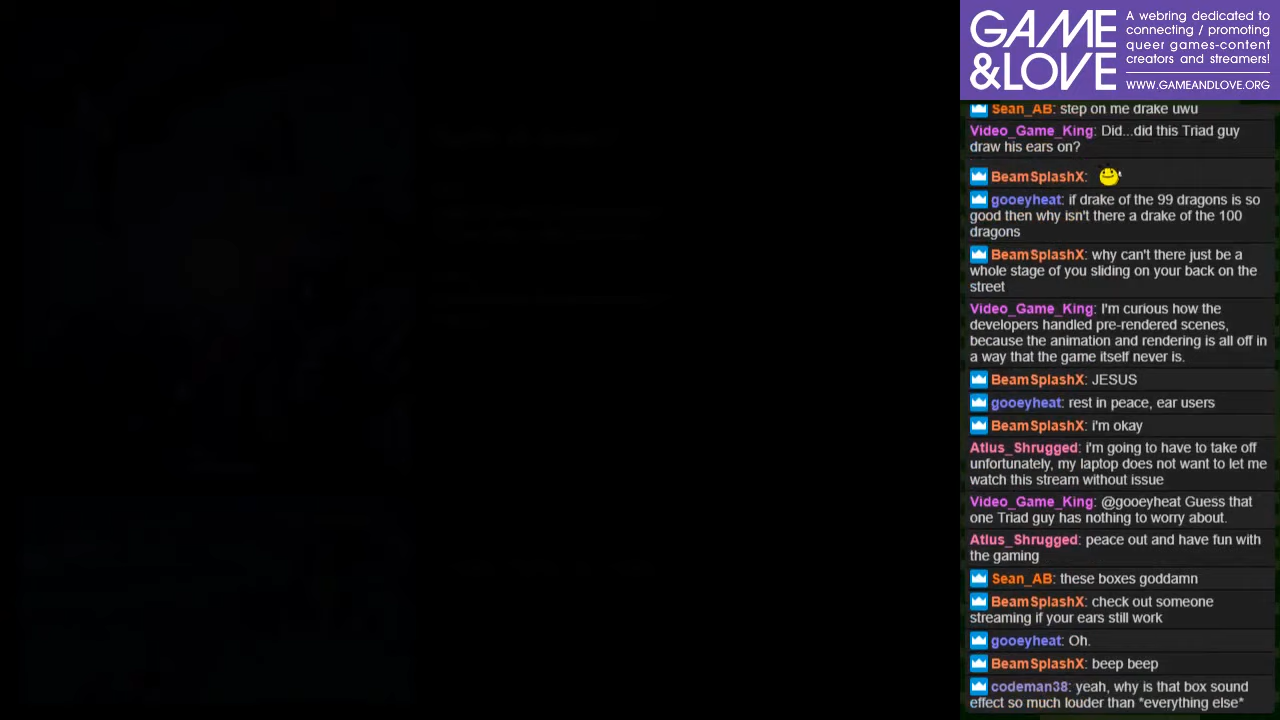 GAME
&LOVE
A webring dedicated to
connecting / promoting
queer games-content
creators and streamers!
WWW.GAMEANDLOVE.ORG
Sean_AB: step on me drake uwu
Video_Game_King: Did...did this Triad guy
draw his ears on?
BeamSplashX:
gooeyheat: if drake of the 99 dragons is so
good then why isn't there a drake of the 100
dragons
BeamSplashX: why can't there just be a
whole stage of you sliding on your back on the
street
Video_Game_King: I'm curious how the
developers handled pre-rendered scenes,
because the animation and rendering is all off in
a way that the game itself never is.
BeamSplashX: JESUS
gooeyheat: rest in peace, ear users
BeamSplashX: i'm okay
Atlus_Shrugged: i'm going to have to take off
unfortunately, my laptop does not want to let me
watch this stream without issue
Video_Game_King: @gooeyheat Guess that
one Triad guy has nothing to worry about.
Atlus_Shrugged: peace out and have fun with
the gaming
Sean_AB: these boxes goddamn
BeamSplashX: check out someone
streaming if your ears still work
gooeyheat: Oh.
BeamSplashX: beep beep
codeman38: yeah, why is that box sound
effect so much louder than *everything else*